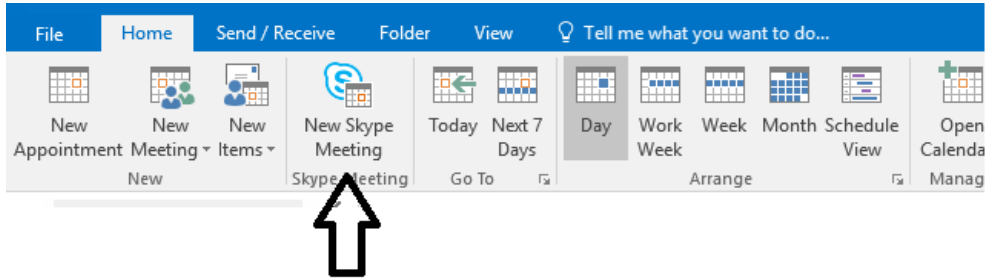 File Home Send / Receive Folder View Tell me what you want to do...
New Appointment New Meeting New Items New Skype Meeting Today Next 7 Days Day Work Week Week Month Schedule View Open Calenda
New Skype Meeting Go To Arrange Manag